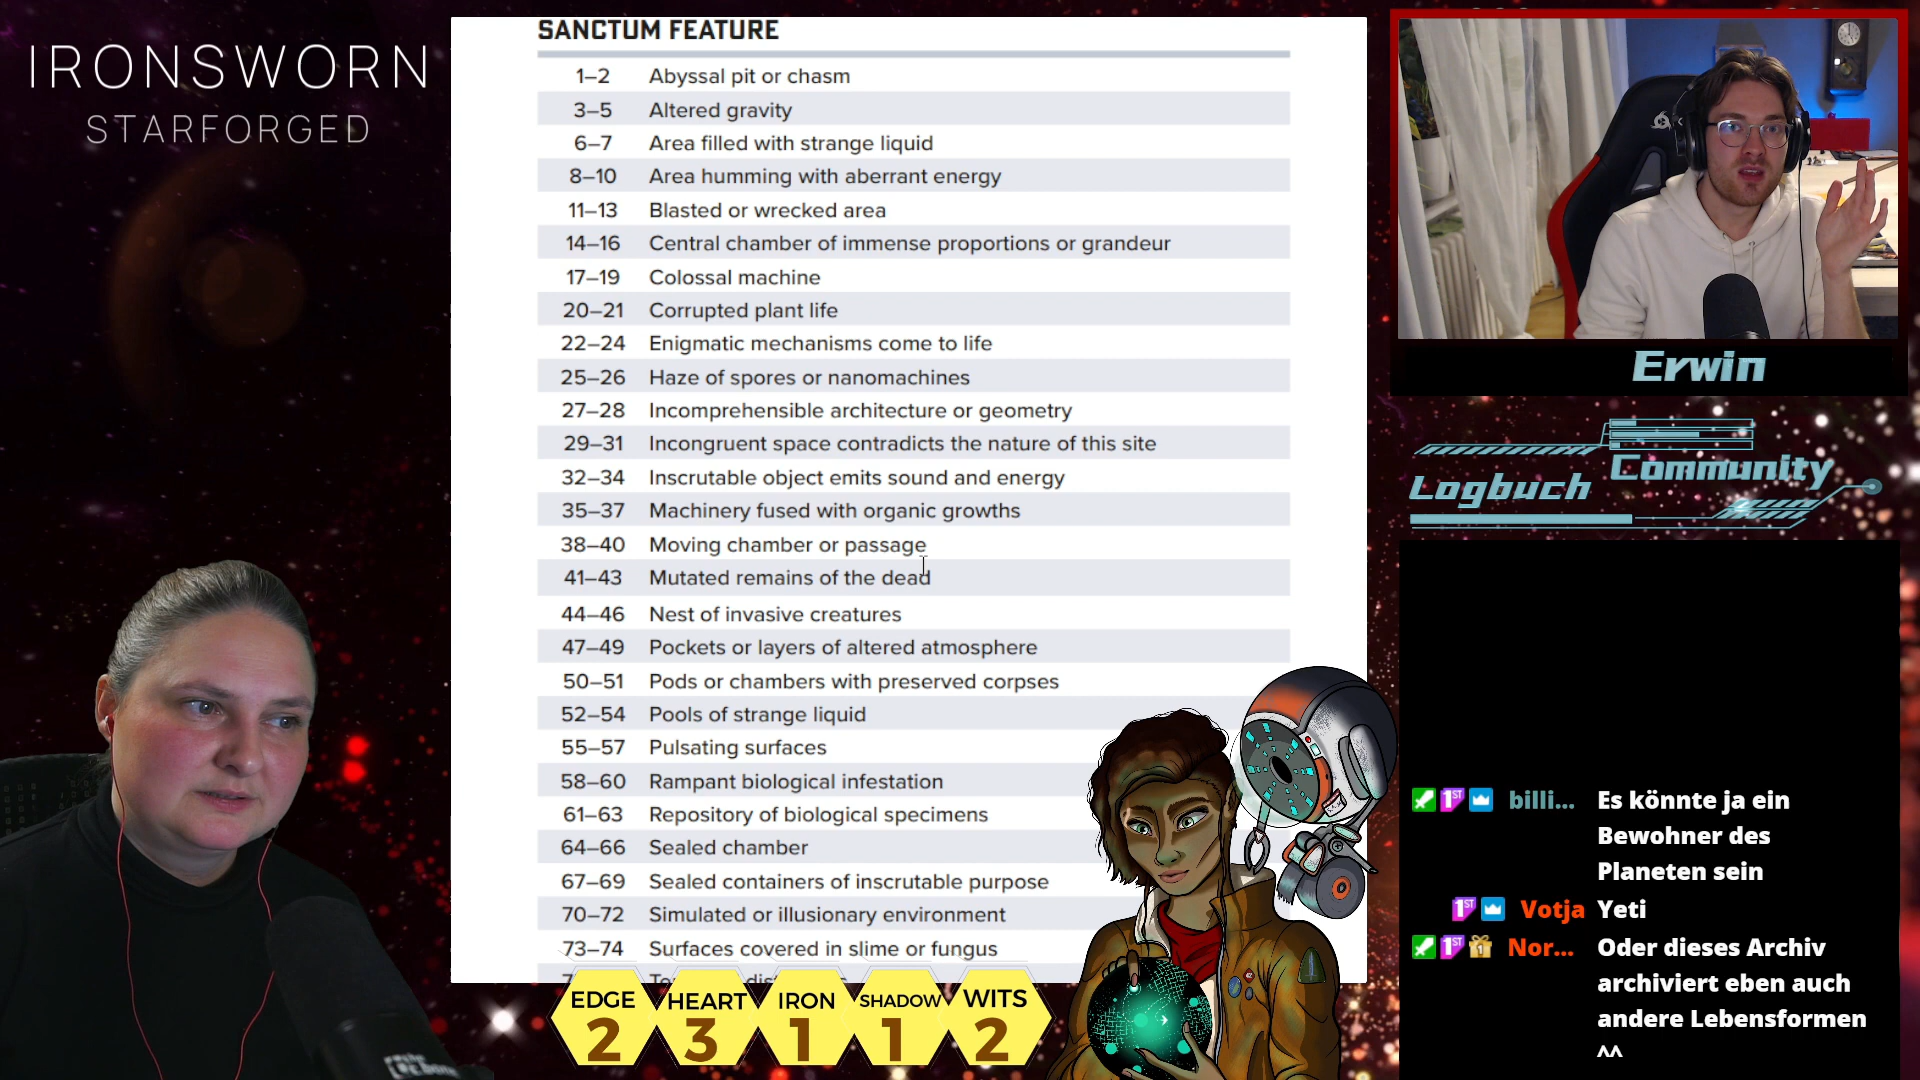 IRONSWORN
STARFORGED
SANCTUM FEATURE
1–2 Abyssal pit or chasm
3–5 Altered gravity
6–7 Area filled with strange liquid
8–10 Area humming with aberrant energy
11–13 Blasted or wrecked area
14–16 Central chamber of immense proportions or grandeur
17–19 Colossal machine
20–21 Corrupted plant life
22–24 Enigmatic mechanisms come to life
25–26 Haze of spores or nanomachines
27–28 Incomprehensible architecture or geometry
29–31 Incongruent space contradicts the nature of this site
32–34 Inscrutable object emits sound and energy
35–37 Machinery fused with organic growths
38–40 Moving chamber or passage
41–43 Mutated remains of the dead
44–46 Nest of invasive creatures
47–49 Pockets or layers of altered atmosphere
50–51 Pods or chambers with preserved corpses
52–54 Pools of strange liquid
55–57 Pulsating surfaces
58–60 Rampant biological infestation
61–63 Repository of biological specimens
64–66 Sealed chamber
67–69 Sealed containers of inscrutable purpose
70–72 Simulated or illusionary environment
73–74 Surfaces covered in slime or fungus
EDGE
2
HEART
3
IRON
1
SHADOW
1
WITS
2
Erwin
Logbuch
Community
billi... Es könnte ja ein
Bewohner des
Planeten sein
Votja Yeti
Nor... Oder dieses Archiv
archiviert eben auch
andere Lebensformen
^^